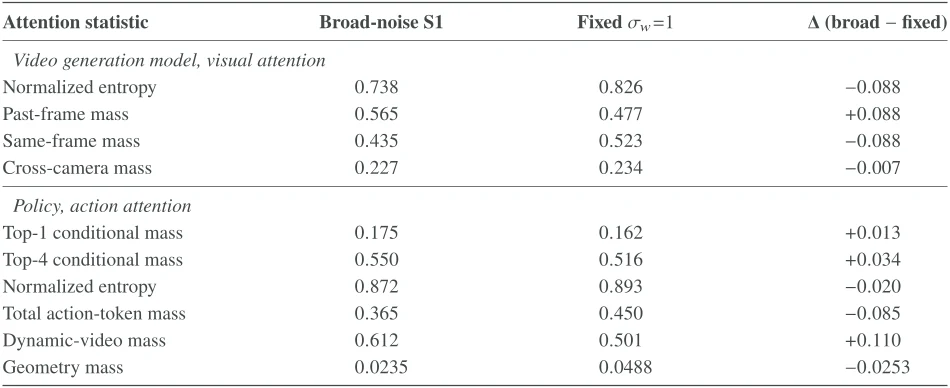 Attention statistic Broad-noise S1 Fixed σw=1 Δ (broad − fixed)
Video generation model, visual attention
Normalized entropy 0.738 0.826 −0.088
Past-frame mass 0.565 0.477 +0.088
Same-frame mass 0.435 0.523 −0.088
Cross-camera mass 0.227 0.234 −0.007
Policy, action attention
Top-1 conditional mass 0.175 0.162 +0.013
Top-4 conditional mass 0.550 0.516 +0.034
Normalized entropy 0.872 0.893 −0.020
Total action-token mass 0.365 0.450 −0.085
Dynamic-video mass 0.612 0.501 +0.110
Geometry mass 0.0235 0.0488 −0.0253